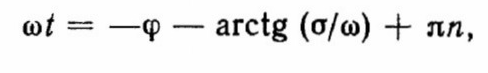 ωt = —φ — arctg (σ/ω) + πn,